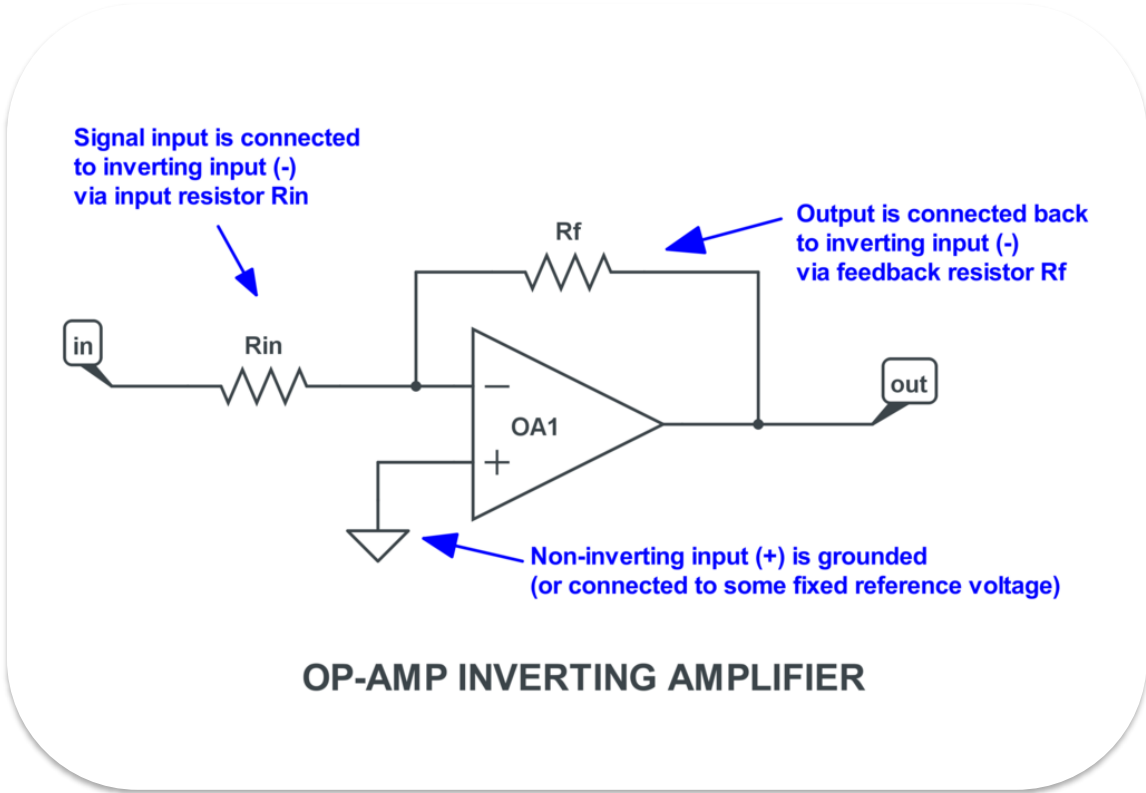 Signal input is connected
to inverting input (-)
via input resistor Rin
Output is connected back
to inverting input (-)
via feedback resistor Rf
Rf
in
Rin
out
−
OA1
+
Non-inverting input (+) is grounded
(or connected to some fixed reference voltage)
OP-AMP INVERTING AMPLIFIER